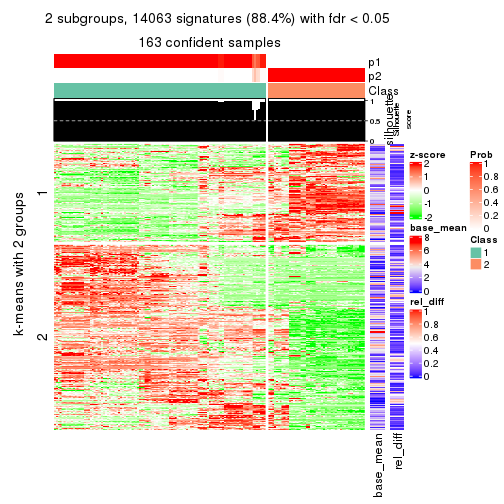 2 subgroups, 14063 signatures (88.4%) with fdr < 0.05
163 confident samples
p1
p2
Class
1
0.5
0
silhouette
Silhouette
score
k-means with 2 groups
1
2
z-score
2
1
0
-1
-2
base_mean
8
6
4
2
0
rel_diff
1
0.8
0.6
0.4
0.2
0
Prob
1
0.8
0.6
0.4
0.2
0
Class
1
2
base_mean
rel_diff